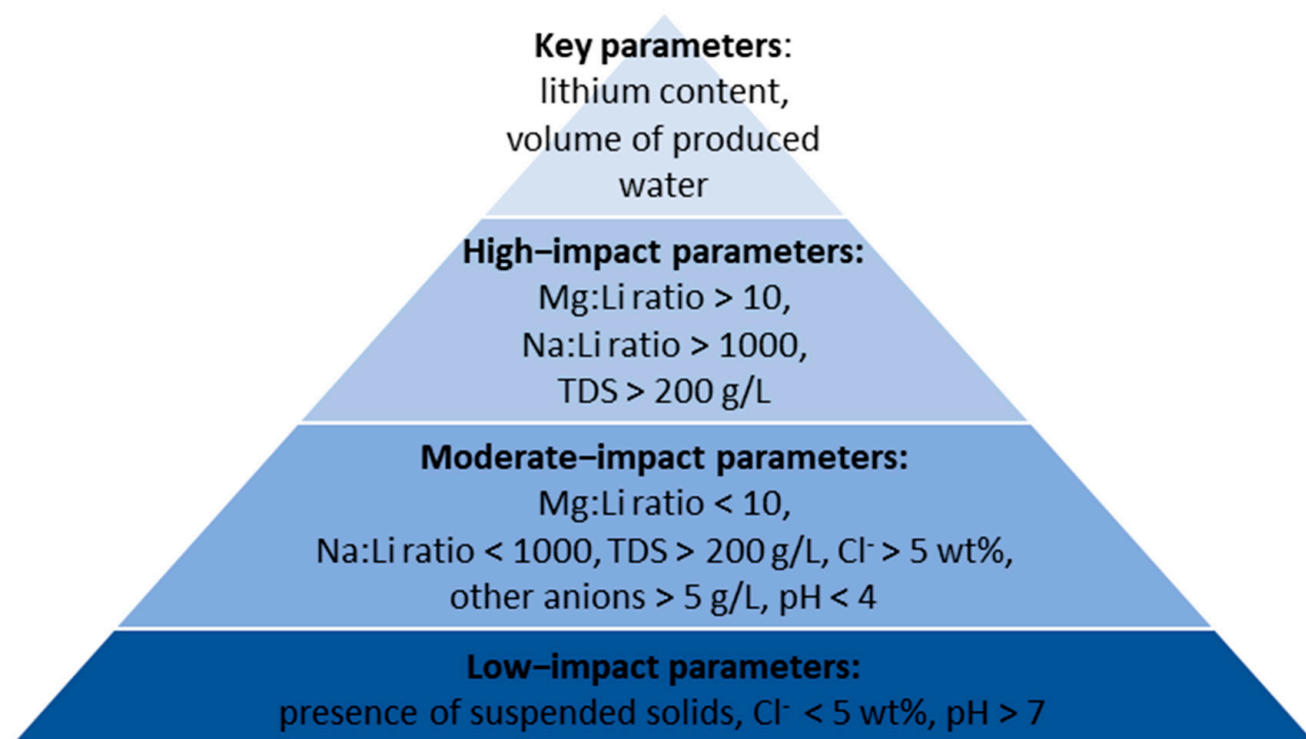 Key parameters:
lithium content,
volume of produced
water
High–impact parameters:
Mg:Li ratio > 10,
Na:Li ratio > 1000,
TDS > 200 g/L
Moderate–impact parameters:
Mg:Li ratio < 10,
Na:Li ratio < 1000, TDS > 200 g/L, Cl⁻ > 5 wt%,
other anions > 5 g/L, pH < 4
Low–impact parameters:
presence of suspended solids, Cl⁻ < 5 wt%, pH > 7